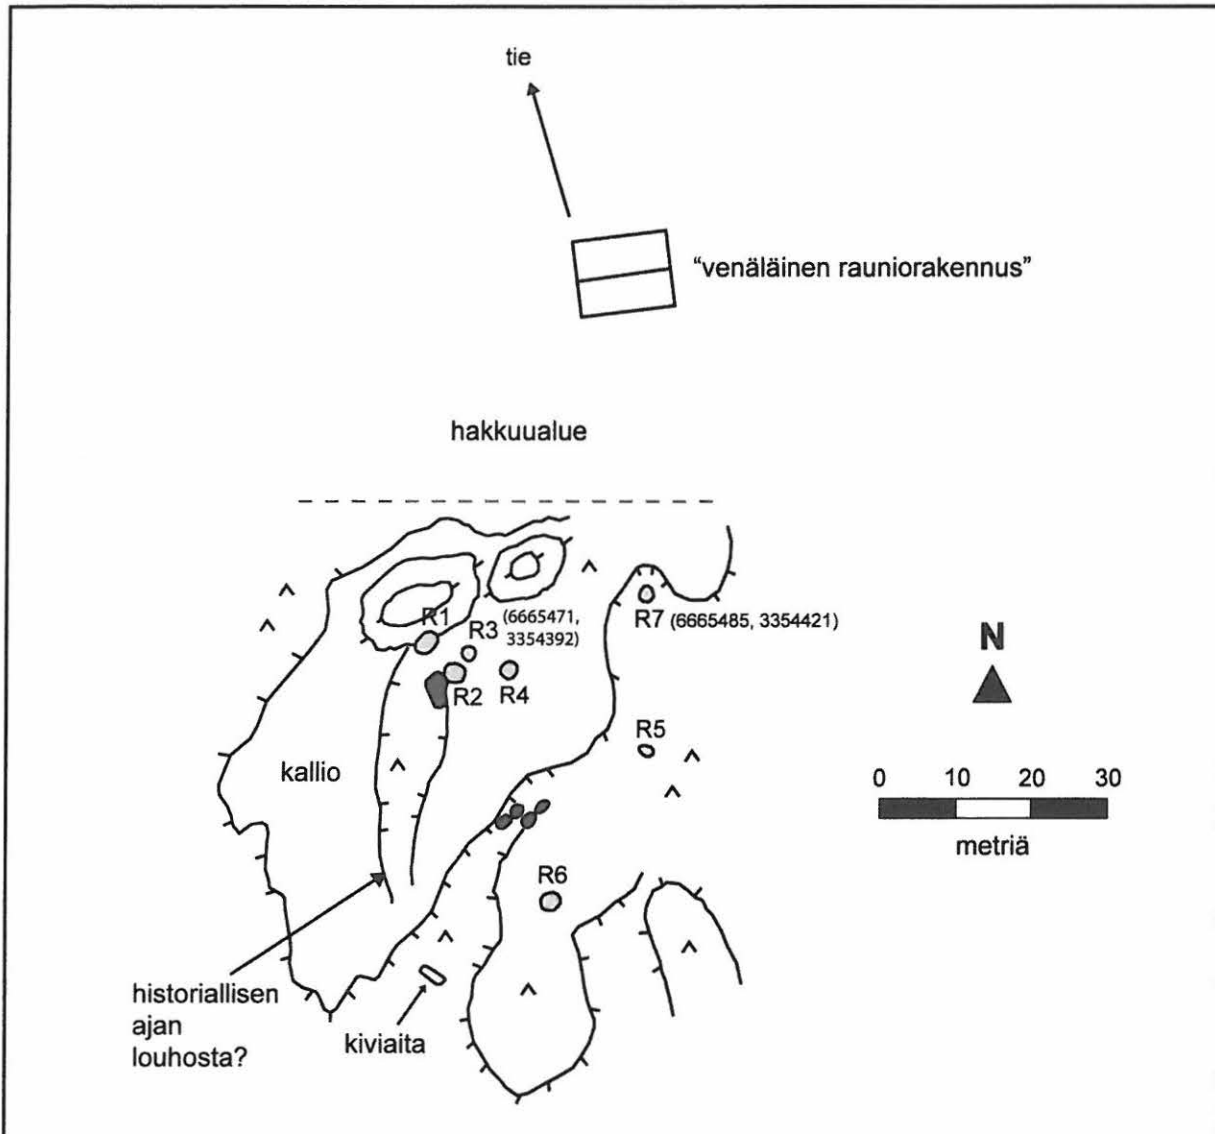 tie
“venäläinen rauniorakennus”
hakkuualue
R1
R3
(6665471,
3354392)
R7 (6665485, 3354421)
N
R2
R4
R5
kallio
0 10 20 30
metriä
R6
historiallisen
ajan
louhosta?
kiviaita